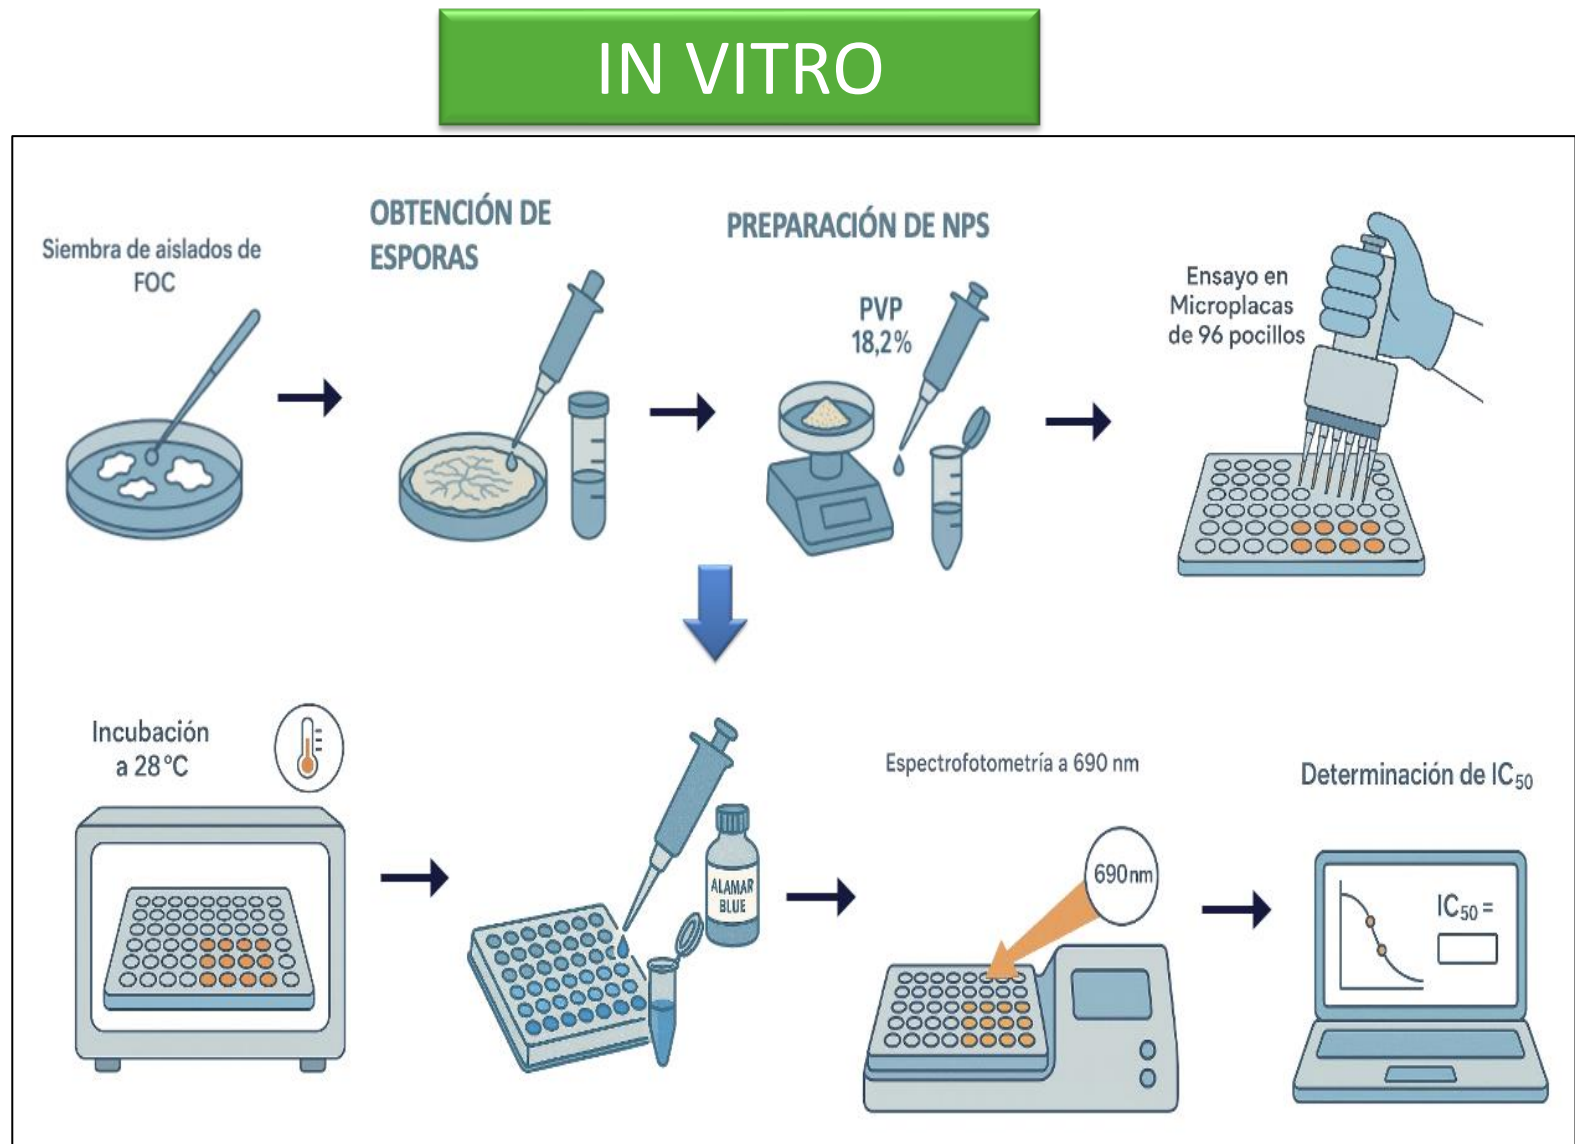 IN VITRO
Siembra de aislados de
FOC
OBTENCIÓN DE
ESPORAS
PREPARACIÓN DE NPS
PVP
18,2%
Ensayo en
Microplacas
de 96 pocillos
Incubación
a 28 °C
ALAMAR
BLUE
Espectrofotometría a 690 nm
690nm
Determinación de IC₅₀
IC₅₀ =